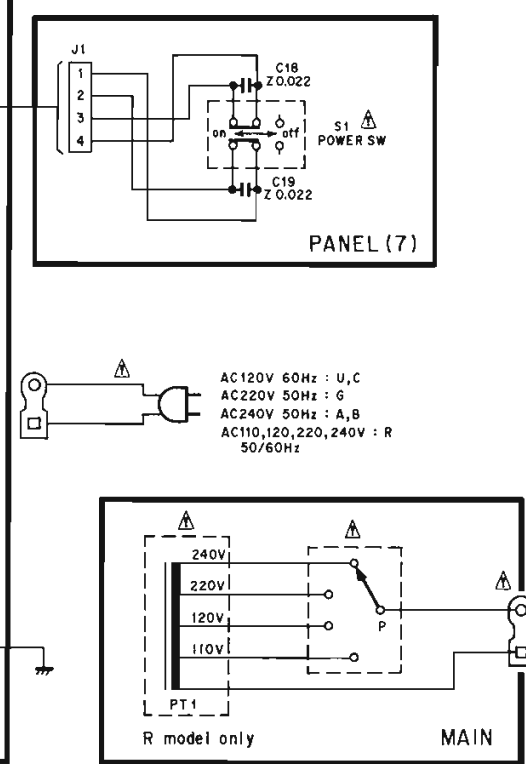 J1
1
2
3
4
C18
Z 0.022
on
off
S1
POWER SW
C19
Z 0.022
PANEL (7)
AC120V 60Hz : U,C
AC220V 50Hz : G
AC240V 50Hz : A,B
AC110,120,220,240V : R
50/60Hz
240V
220V
120V
110V
P
PT1
R model only
MAIN